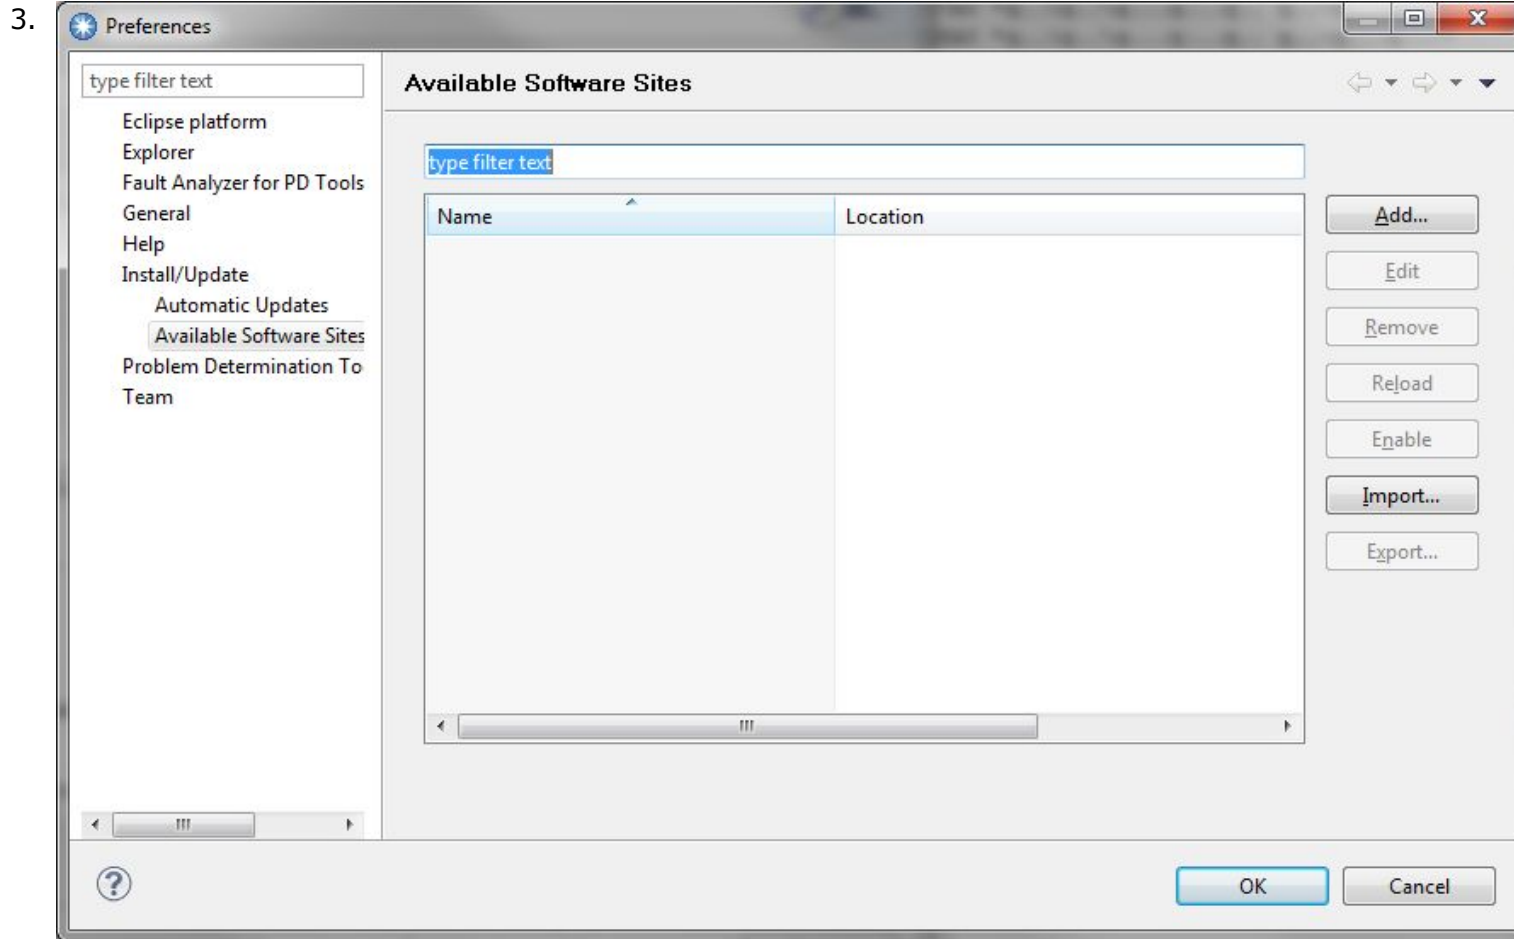 3.
Preferences
type filter text
Available Software Sites
Eclipse platform
Explorer
Fault Analyzer for PD Tools
General
Help
Install/Update
Automatic Updates
Available Software Sites
Problem Determination To
Team
type filter text
Name
Location
Add...
Edit
Remove
Reload
Enable
Import...
Export...
OK
Cancel